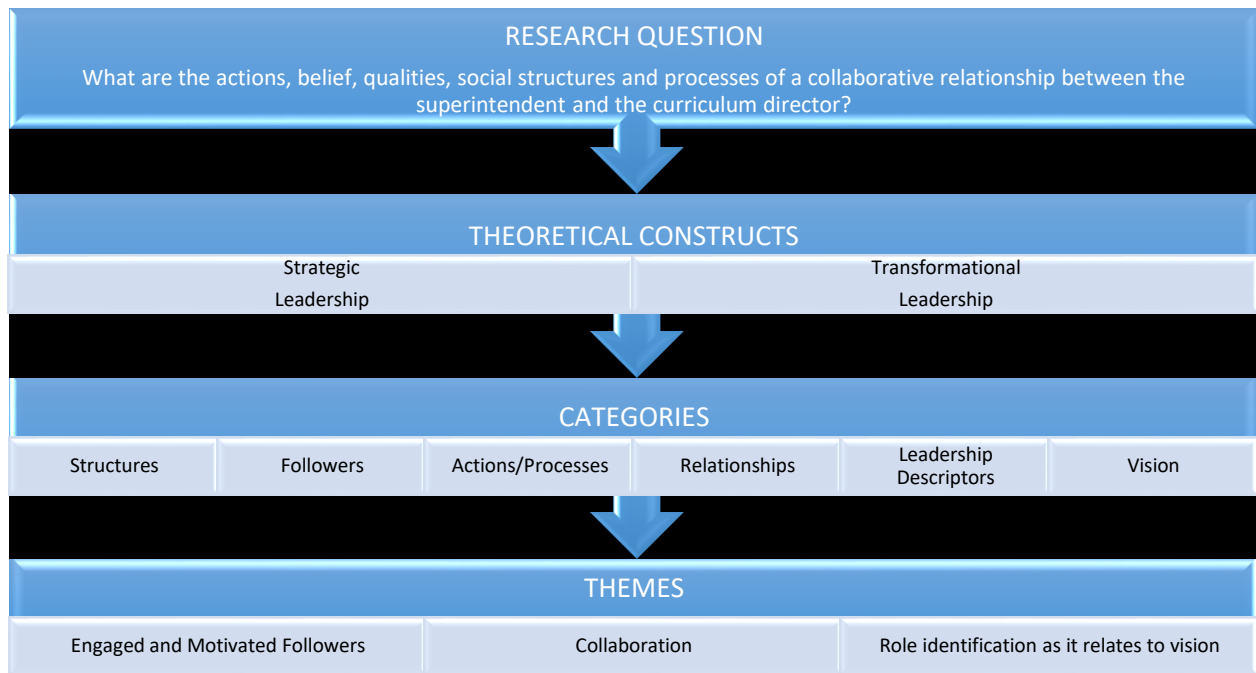 RESEARCH QUESTION
What are the actions, belief, qualities, social structures and processes of a collaborative relationship between the
superintendent and the curriculum director?
THEORETICAL CONSTRUCTS
Strategic
Leadership
Transformational
Leadership
CATEGORIES
Structures
Followers
Actions/Processes
Relationships
Leadership
Descriptors
Vision
THEMES
Engaged and Motivated Followers
Collaboration
Role identification as it relates to vision